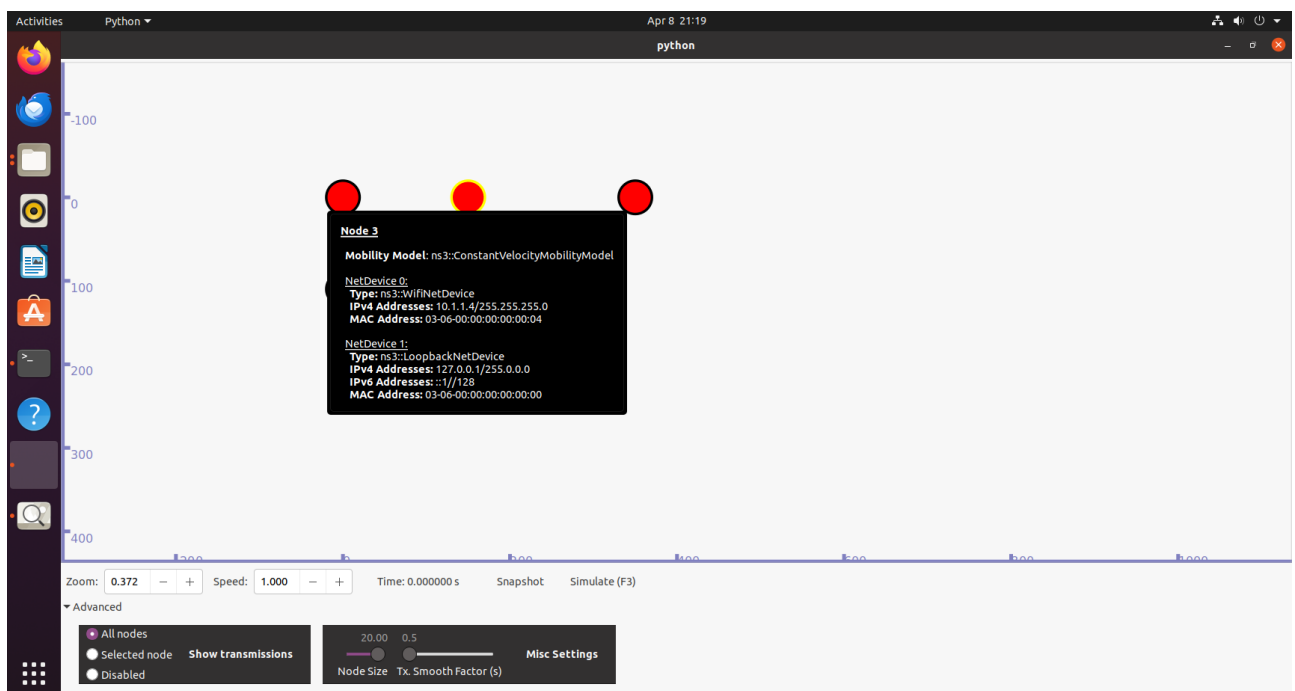 Activities Python Apr 8 21:19
python
-100
0
100
200
300
400
Node 3
Mobility Model: ns3::ConstantVelocityMobilityModel
NetDevice 0:
Type: ns3::WifiNetDevice
IPv4 Addresses: 10.1.1.4/255.255.255.0
MAC Address: 03-06-00:00:00:00:00:04
NetDevice 1:
Type: ns3::LoopbackNetDevice
IPv4 Addresses: 127.0.0.1/255.0.0.0
IPv6 Addresses: ::1//128
MAC Address: 03-06-00:00:00:00:00:00
Zoom: 0.372 − + Speed: 1.000 − + Time: 0.000000 s Snapshot Simulate (F3)
Advanced
All nodes
Selected node Show transmissions
Disabled
20.00 0.5
Misc Settings
Node Size Tx. Smooth Factor (s)